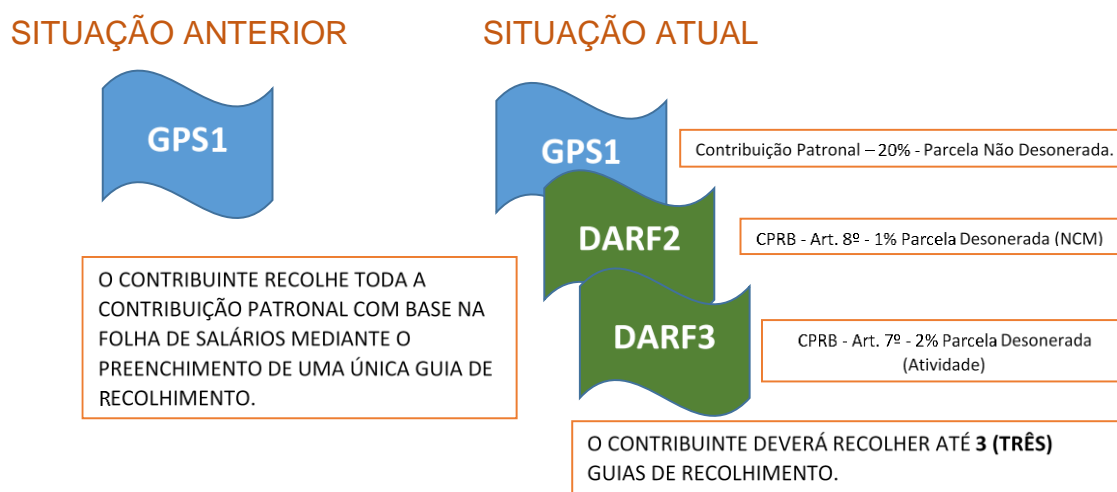 SITUAÇÃO ANTERIOR
SITUAÇÃO ATUAL
GPS1
O CONTRIBUINTE RECOLHE TODA A
CONTRIBUIÇÃO PATRONAL COM BASE NA
FOLHA DE SALÁRIOS MEDIANTE O
PREENCHIMENTO DE UMA ÚNICA GUIA DE
RECOLHIMENTO.
GPS1
Contribuição Patronal – 20% - Parcela Não Desonerada.
DARF2
CPRB - Art. 8º - 1% Parcela Desonerada (NCM)
DARF3
CPRB - Art. 7º - 2% Parcela Desonerada
(Atividade)
O CONTRIBUINTE DEVERÁ RECOLHER ATÉ 3 (TRÊS)
GUIAS DE RECOLHIMENTO.